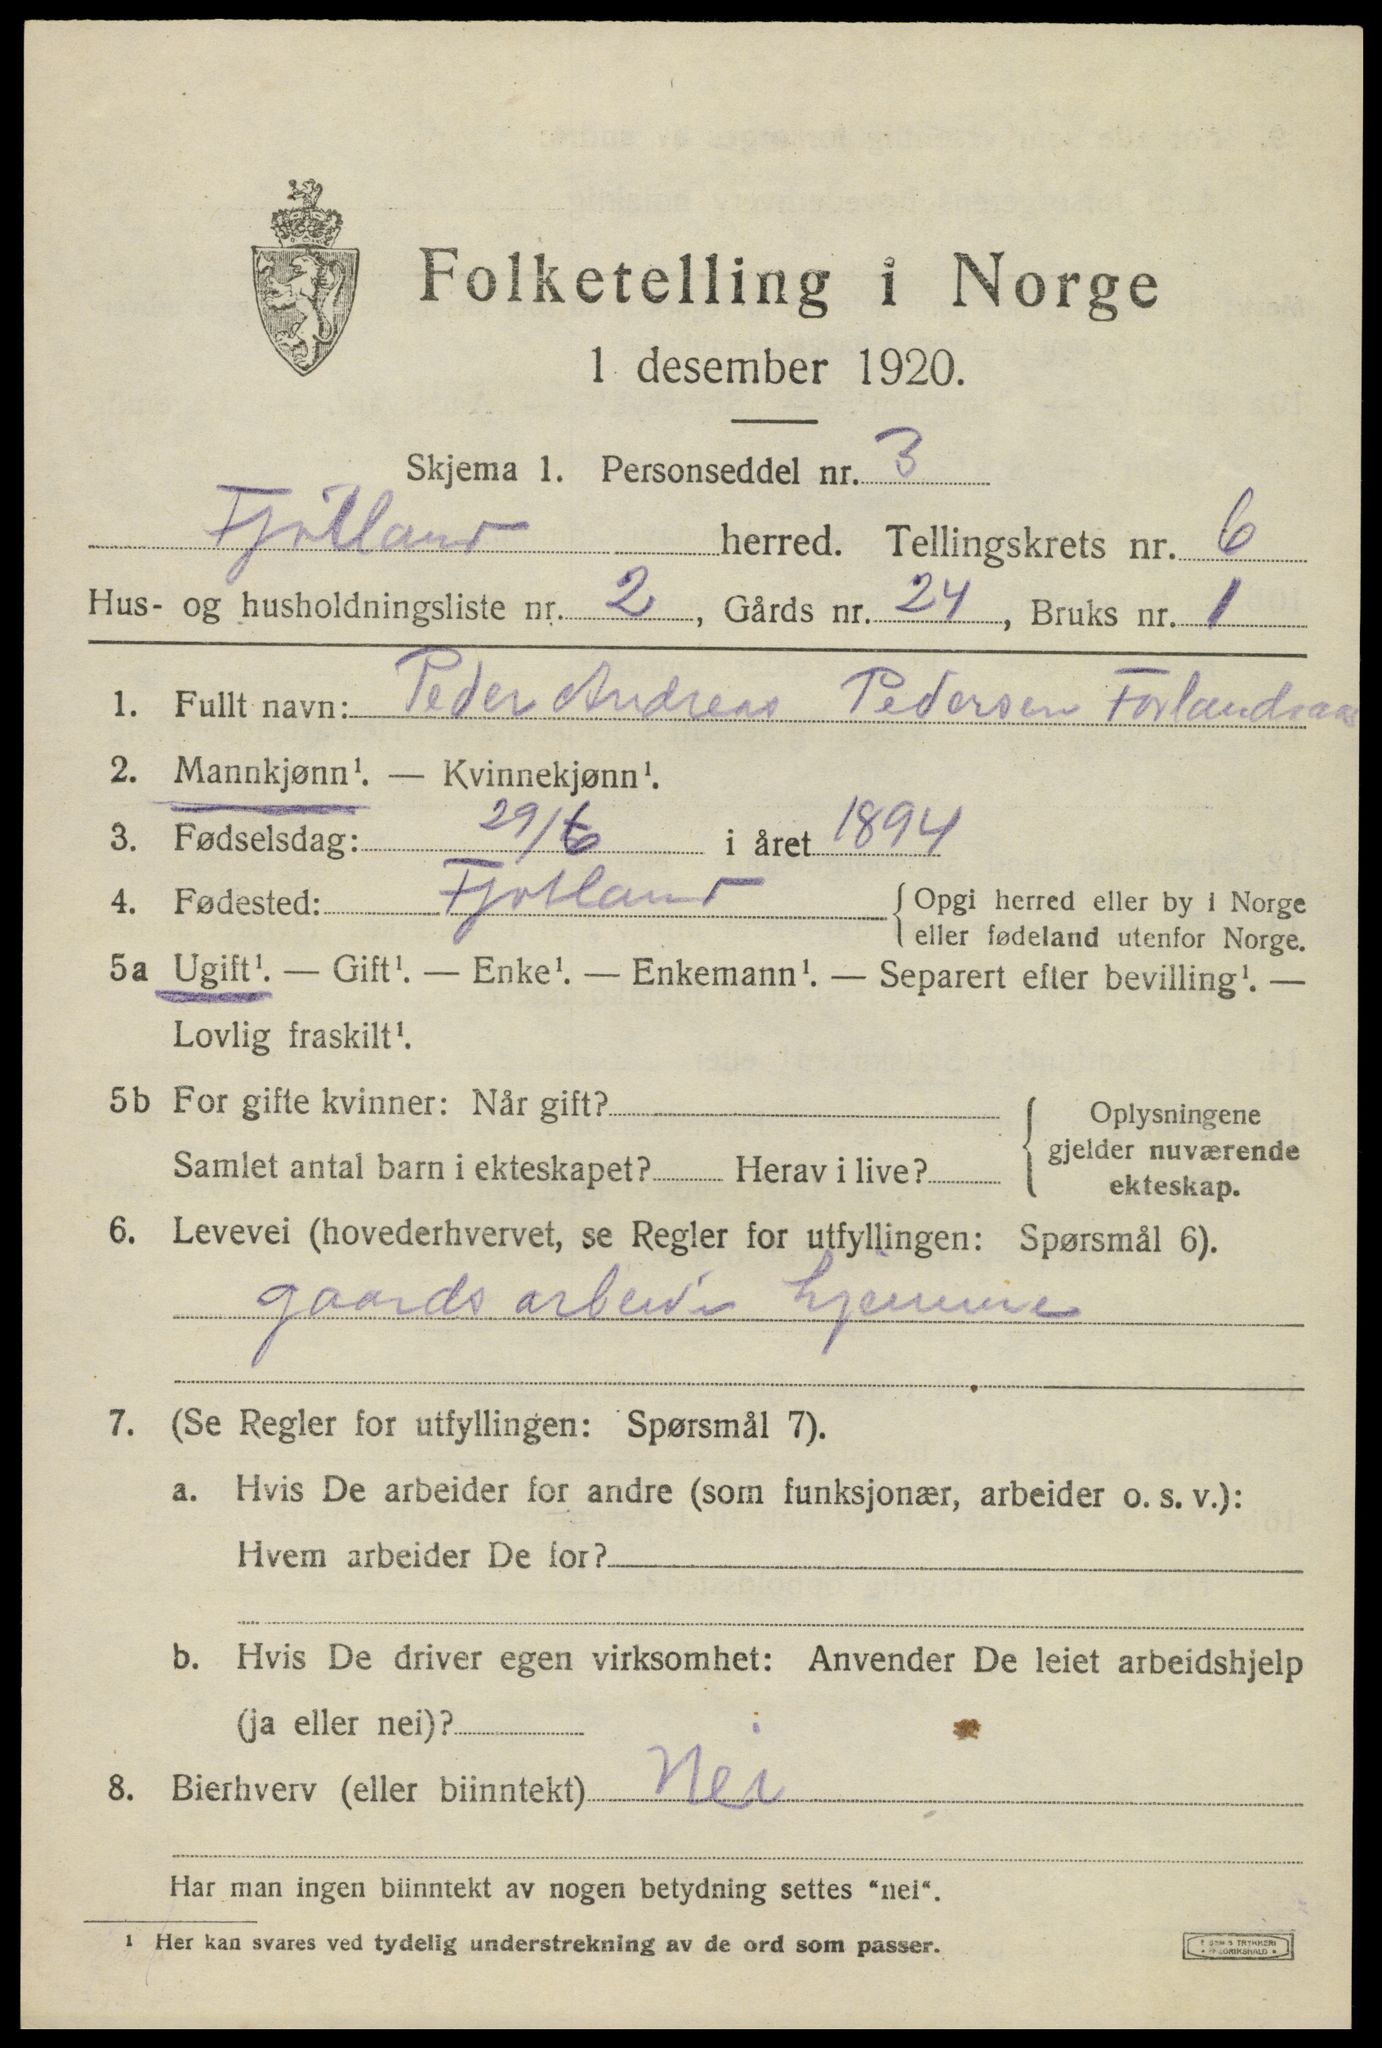 Folketelling i Norge
1 desember 1920.
Skjema 1. Personseddel nr. 3
Fjotland herred. Tellingskrets nr. 6
Hus- og husholdningsliste nr. 2, Gårds nr. 24, Bruks nr. 1
1. Fullt navn: Peder Andreas Pedersen
2. Mannkjønn¹. — Kvinnekjønn¹.
3. Fødselsdag: 29/6 i året 1894
4. Fødested: Fjotland { Opgi herred eller by i Norge
eller fødeland utenfor Norge.
5a Ugift¹. — Gift¹. — Enke¹. — Enkemann¹. — Separert efter bevilling¹. —
Lovlig fraskilt¹.
5b For gifte kvinner: Når gift?
Samlet antal barn i ekteskapet? Herav i live?
{ Oplysningene
gjelder nuværende
ekteskap.
6. Levevei (hovederhvervet, se Regler for utfyllingen: Spørsmål 6).
gaards arbeide hjemme
7. (Se Regler for utfyllingen: Spørsmål 7).
a. Hvis De arbeider for andre (som funksjonær, arbeider o. s. v.):
Hvem arbeider De for?
b. Hvis De driver egen virksomhet: Anvender De leiet arbeidshjelp
(ja eller nei)?
8. Bierhverv (eller biinntekt) Nei
Har man ingen biinntekt av nogen betydning settes “nei“.
¹ Her kan svares ved tydelig understrekning av de ord som passer.